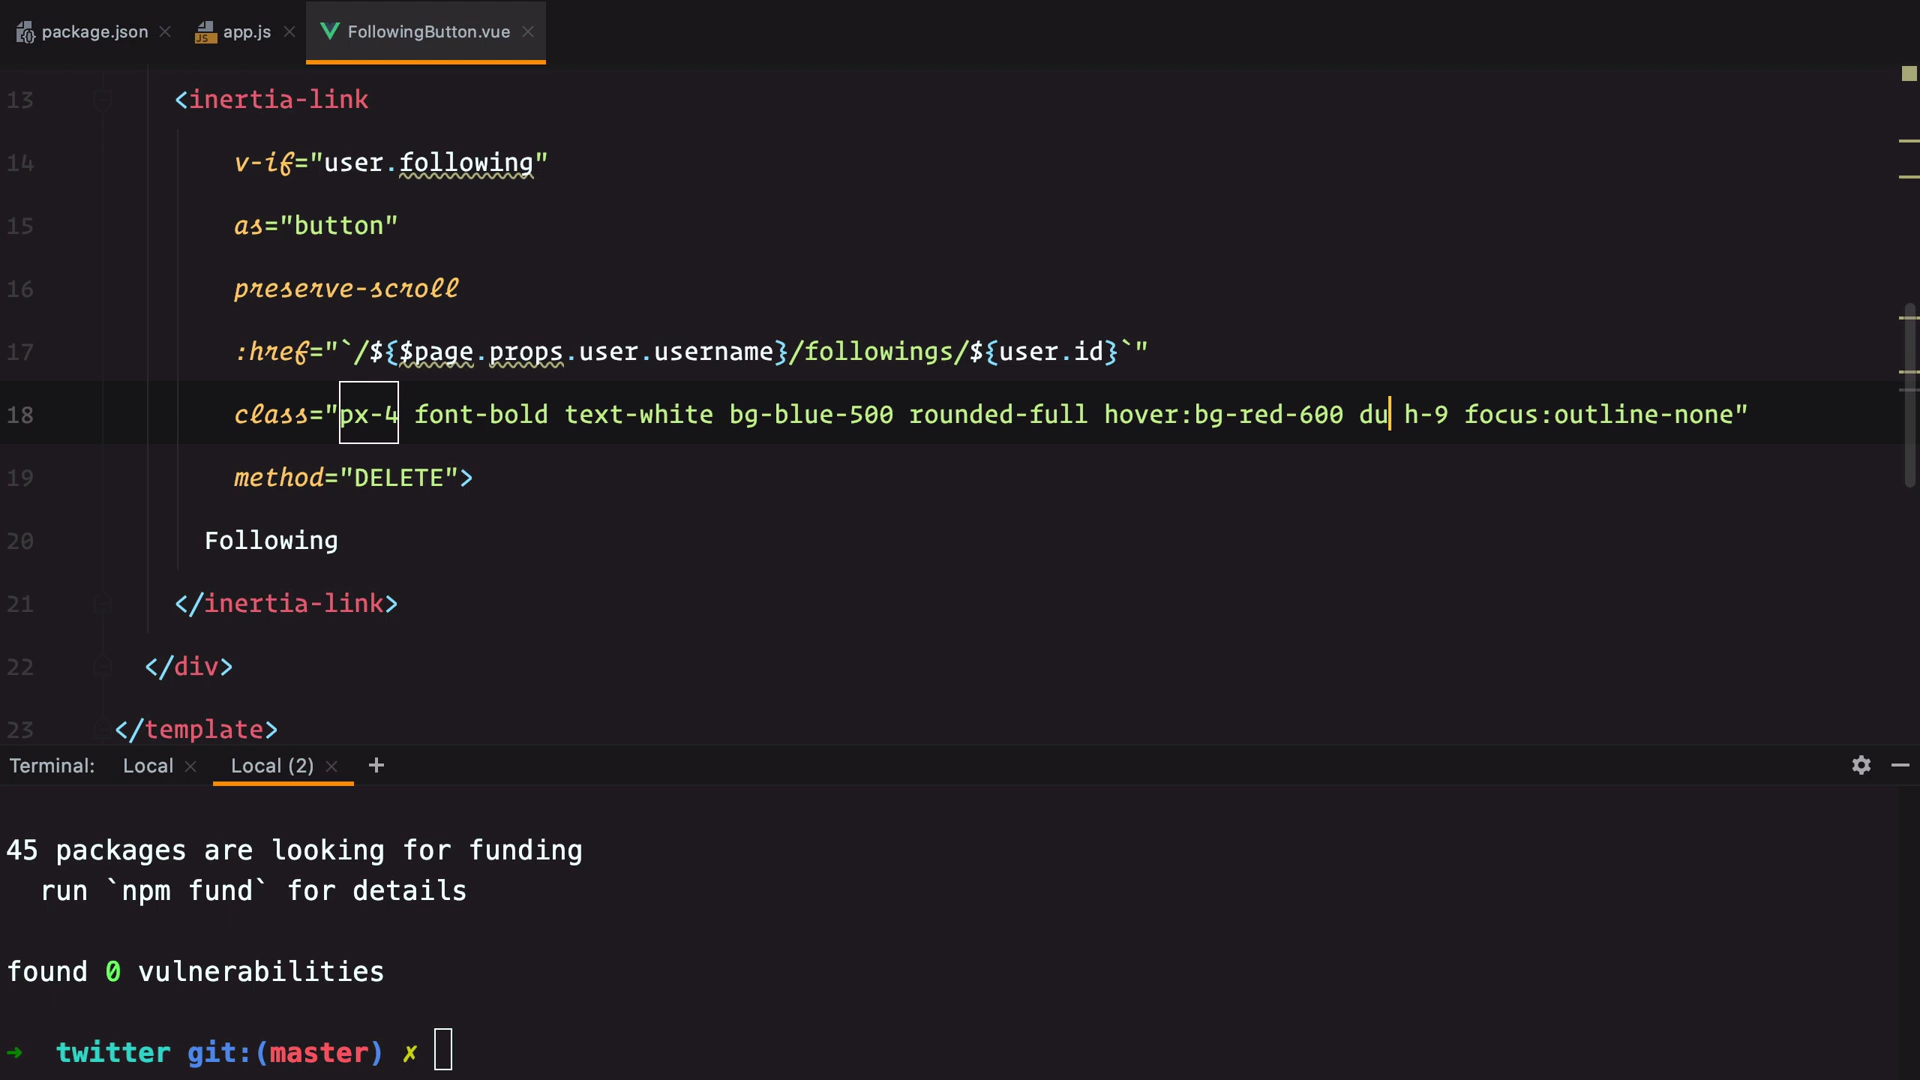 package.json app.js FollowingButton.vue
13 <inertia-link
14 v-if="user.following"
15 as="button"
16 preserve-scroll
17 :href="`/${$page.props.user.username}/followings/${user.id}`"
18 class="px-4 font-bold text-white bg-blue-500 rounded-full hover:bg-red-600 du h-9 focus:outline-none"
19 method="DELETE">
20 Following
21 </inertia-link>
22 </div>
23 </template>
Terminal: Local Local (2) +
45 packages are looking for funding
run `npm fund` for details
found 0 vulnerabilities
➜ twitter git:(master) ✗